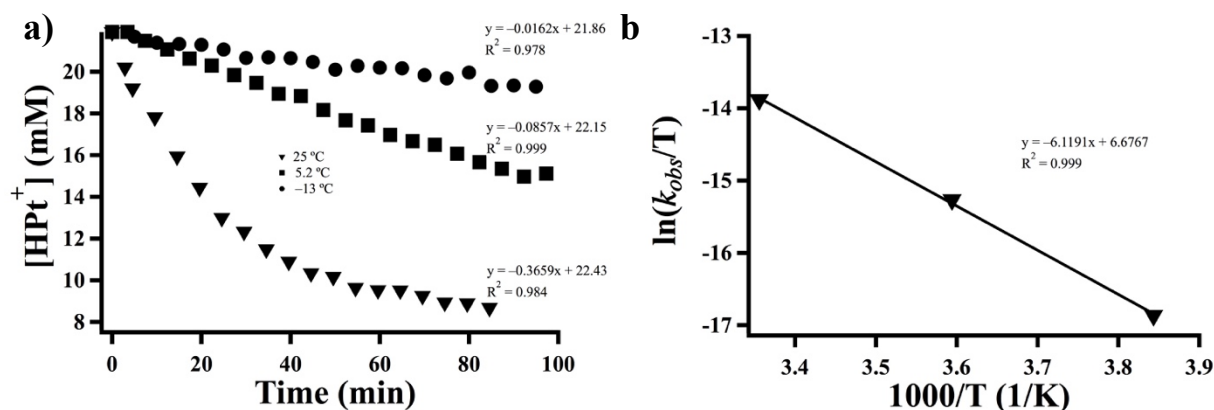 a)
y = –0.0162x + 21.86
R² = 0.978
y = –0.0857x + 22.15
R² = 0.999
y = –0.3659x + 22.43
R² = 0.984
▼ 25 ºC
■ 5.2 ºC
● –13 ºC
[HPt⁺] (mM)
20
16
14
12
10
8
0
20
40
60
80
100
Time (min)
b
y = –6.1191x + 6.6767
R² = 0.999
ln(k_obs/T)
-13
-14
-15
-16
-17
3.4
3.5
3.6
3.7
3.8
3.9
1000/T (1/K)